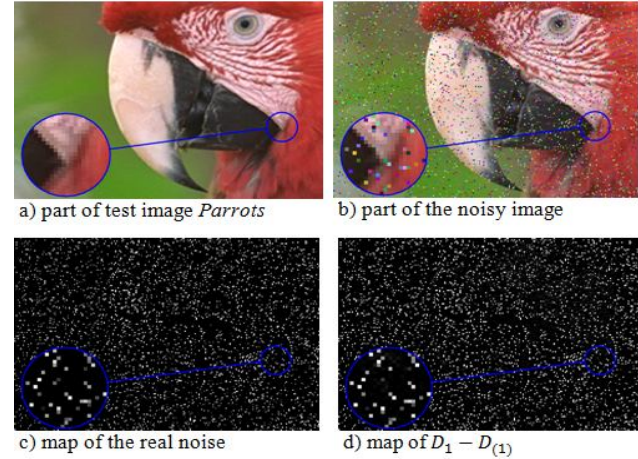 a) part of test image Parrots
b) part of the noisy image
c) map of the real noise
d) map of D₁ − D₍₁₎